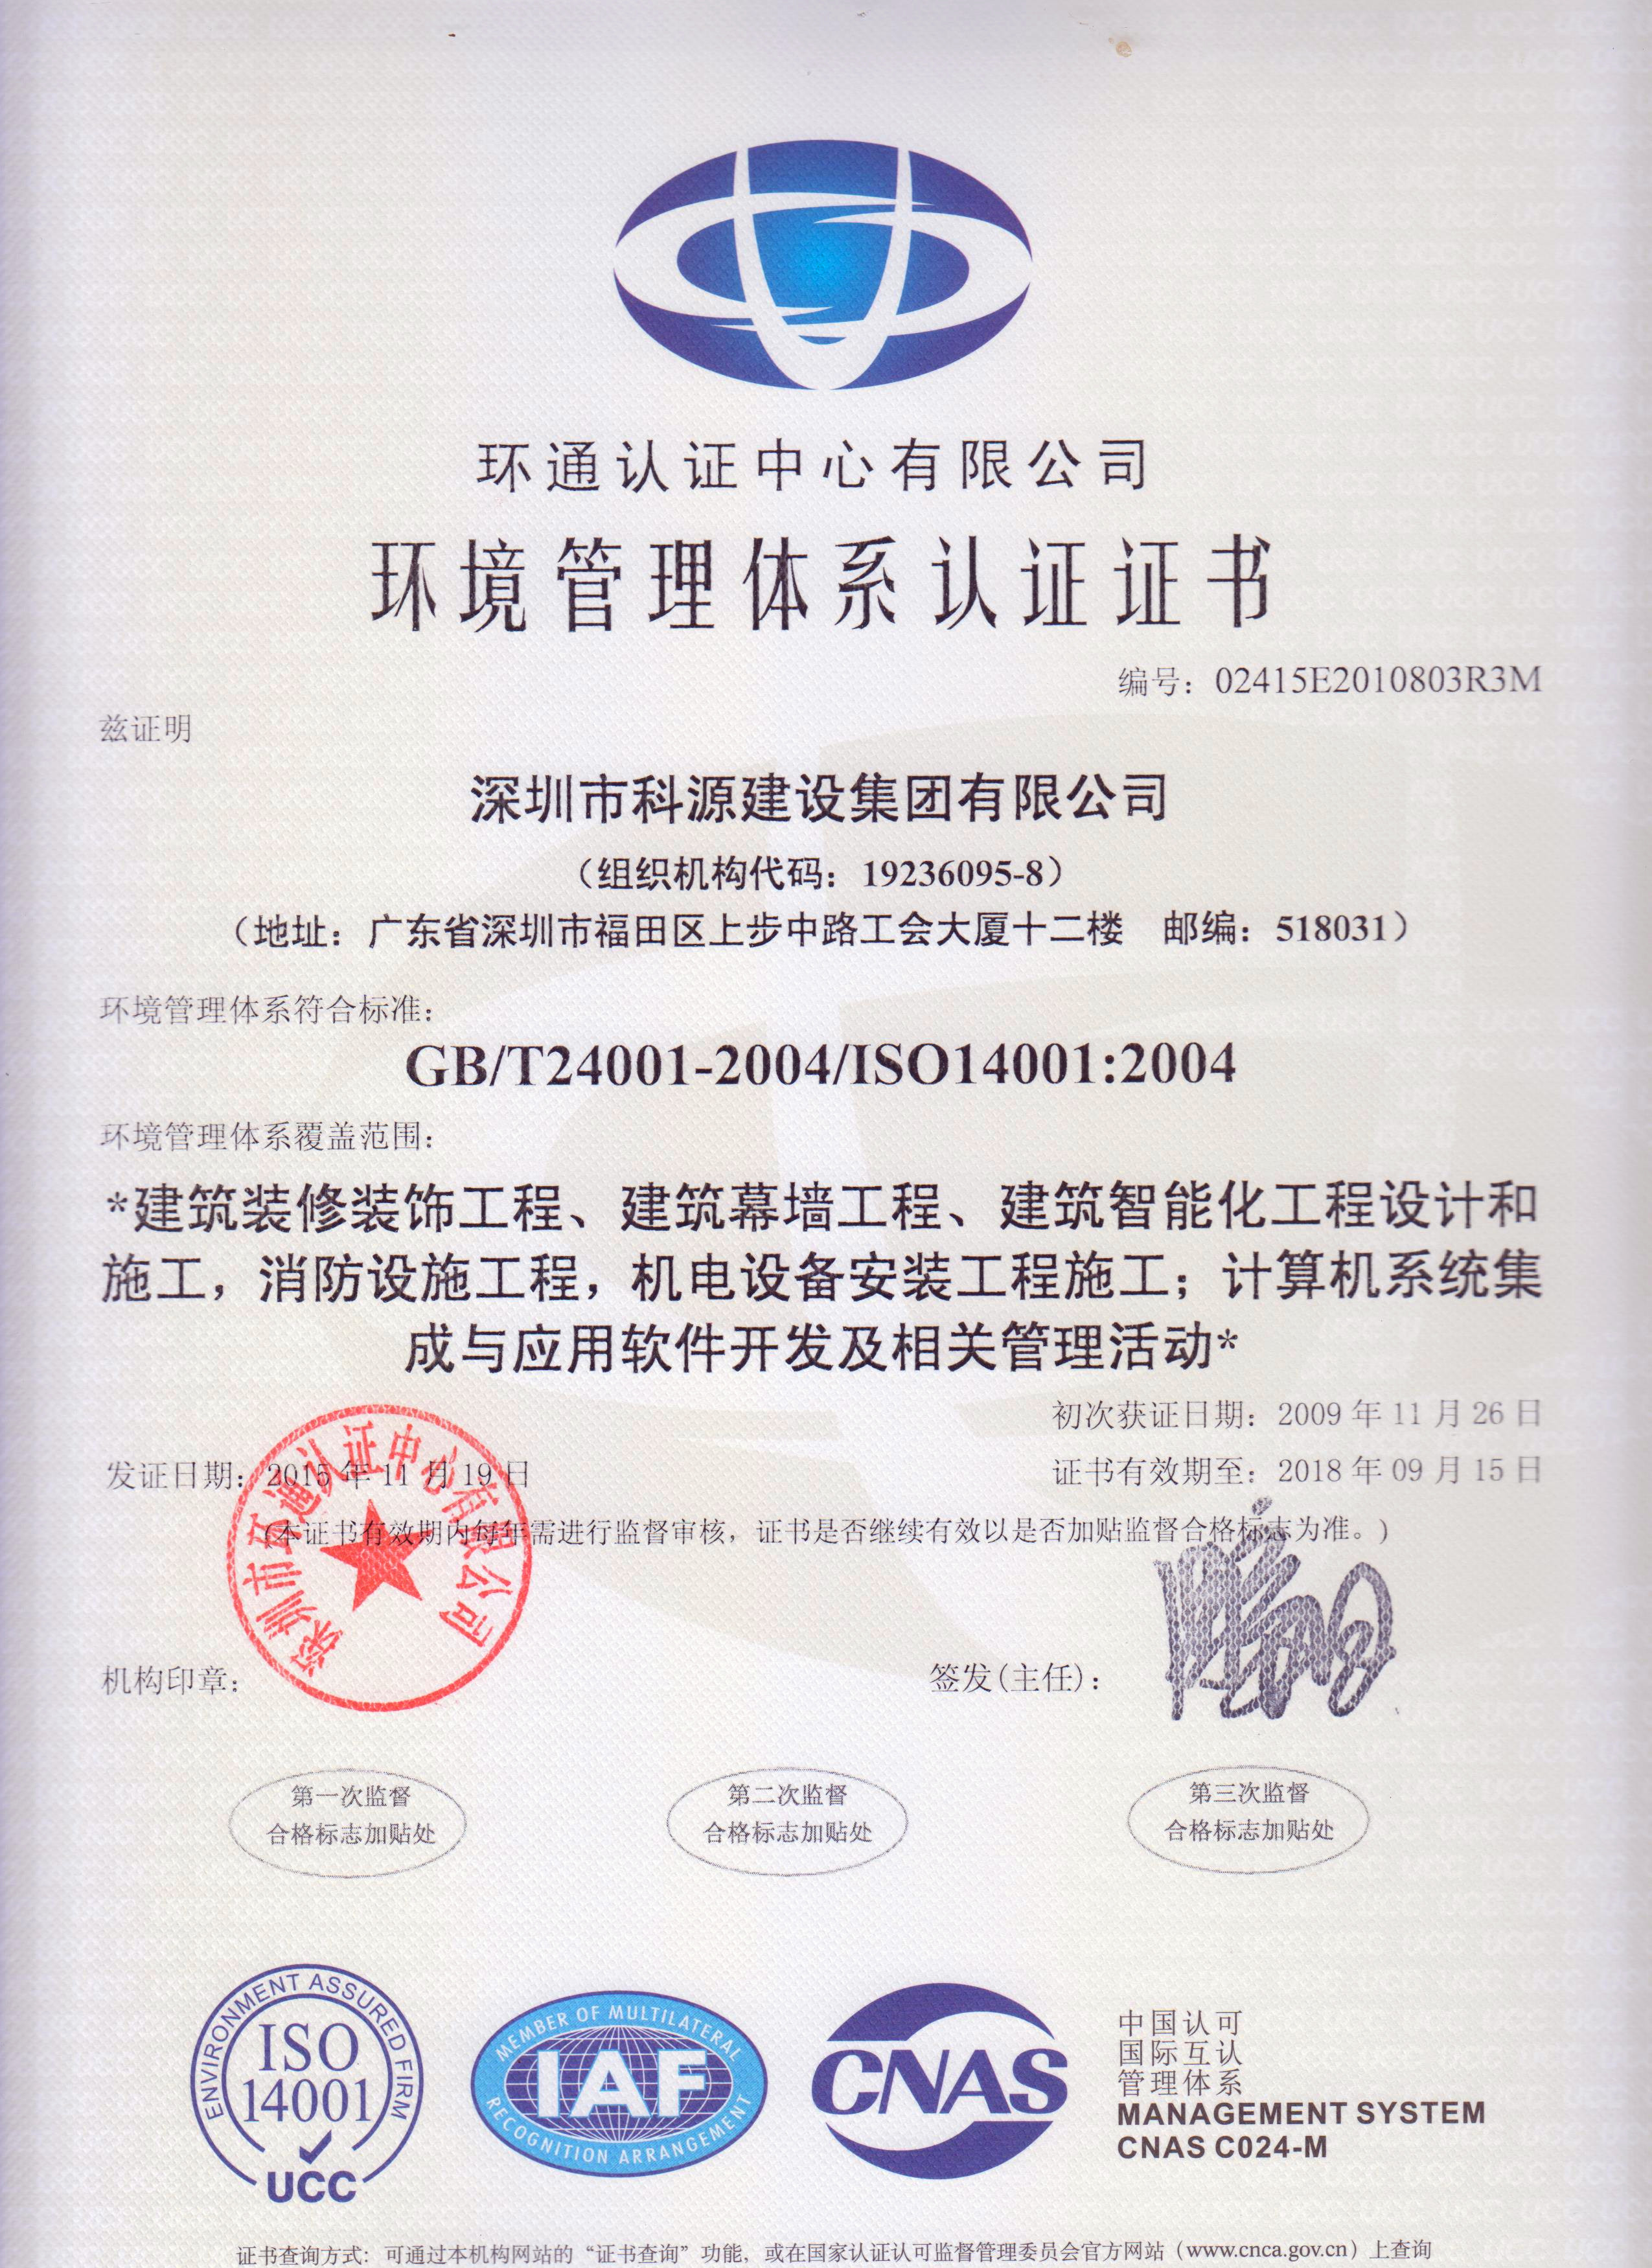 环通认证中心有限公司
环境管理体系认证证书
编号：02415E2010803R3M
兹证明
深圳市科源建设集团有限公司
（组织机构代码：19236095-8）
（地址：广东省深圳市福田区上步中路工会大厦十二楼　邮编：518031）
环境管理体系符合标准：
GB/T24001-2004/ISO14001:2004
环境管理体系覆盖范围：
*建筑装修装饰工程、建筑幕墙工程、建筑智能化工程设计和
施工，消防设施工程，机电设备安装工程施工；计算机系统集
成与应用软件开发及相关管理活动*
初次获证日期：2009 年 11 月 26 日
发证日期：2015 年 11 月 19 日
证书有效期至：2018 年 09 月 15 日
(本证书有效期内每年需进行监督审核，证书是否继续有效以是否加贴监督合格标志为准。)
深圳市环通认证中心有限公司
机构印章：
签发(主任)：
第一次监督
合格标志加贴处
第二次监督
合格标志加贴处
第三次监督
合格标志加贴处
ENVIRONMENT ASSURED FIRM
ISO
14001
UCC
MEMBER OF MULTILATERAL
IAF
RECOGNITION ARRANGEMENT
CNAS
中国认可
国际互认
管理体系
MANAGEMENT SYSTEM
CNAS C024-M
证书查询方式：可通过本机构网站的“证书查询”功能，或在国家认证认可监督管理委员会官方网站（www.cnca.gov.cn）上查询